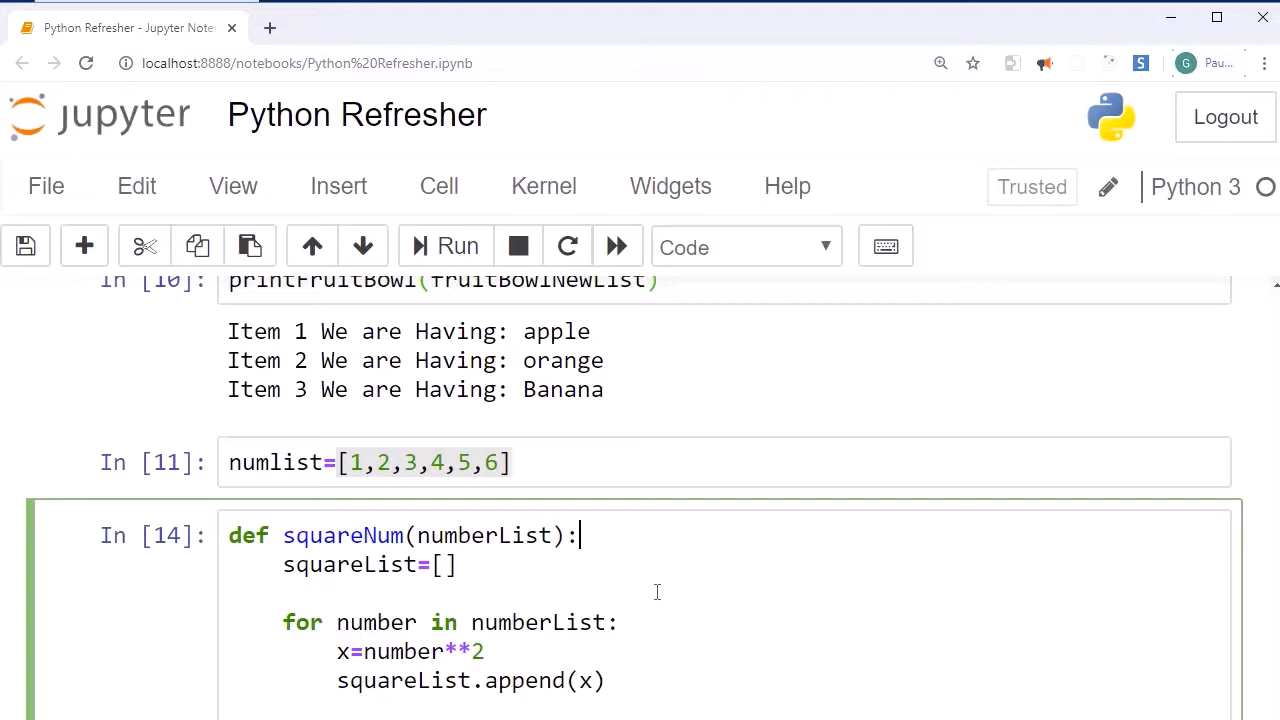 Python Refresher - Jupyter Note
localhost:8888/notebooks/Python%20Refresher.ipynb
S
G
Pau...
jupyter
Python Refresher
Logout
File
Edit
View
Insert
Cell
Kernel
Widgets
Help
Trusted
Python 3
Run
Code
In [10]:
printFruitBowl(fruitBowlNewList)
Item 1 We are Having: apple
Item 2 We are Having: orange
Item 3 We are Having: Banana
In [11]:
numlist=[1,2,3,4,5,6]
In [14]:
def squareNum(numberList):
squareList=[]
for number in numberList:
x=number**2
squareList.append(x)